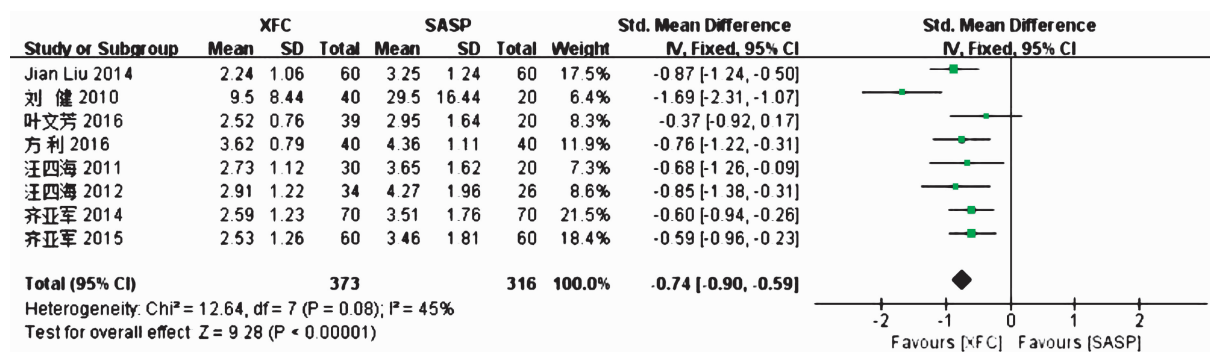 XFC SASP Std. Mean Difference Std. Mean Difference
Study or Subgroup Mean SD Total Mean SD Total Weight IV, Fixed, 95% CI IV, Fixed, 95% CI
Jian Liu 2014 2.24 1.06 60 3.25 1.24 60 17.5% -0.87 [-1.24, -0.50]
刘 健 2010 9.5 8.44 40 29.5 16.44 20 6.4% -1.69 [-2.31, -1.07]
叶文芳 2016 2.52 0.76 39 2.95 1.64 20 8.3% -0.37 [-0.92, 0 17]
方 利 2016 3.62 0.79 40 4.36 1.11 40 11.9% -0.76 [-1.22, -0.31]
汪四海 2011 2.73 1.12 30 3.65 1.62 20 7.3% -0.68 [-1.26, -0.09]
汪四海 2012 2.91 1.22 34 4.27 1.96 26 8.6% -0.85 [-1.38, -0.31]
齐亚军 2014 2.59 1.23 70 3.51 1.76 70 21.5% -0.60 [-0.94, -0.26]
齐亚军 2015 2.53 1.26 60 3 46 1 81 60 18.4% -0.59 [-0.96, -0.23]
Total (95% CI) 373 316 100.0% -0.74 [-0.90, -0.59]
Heterogeneity: Chi² = 12.64, df = 7 (P = 0.08); I² = 45%
Test for overall effect Z = 9 28 (P < 0.00001)
-2 -1 0 1 2
Favours [XFC] Favours [SASP]